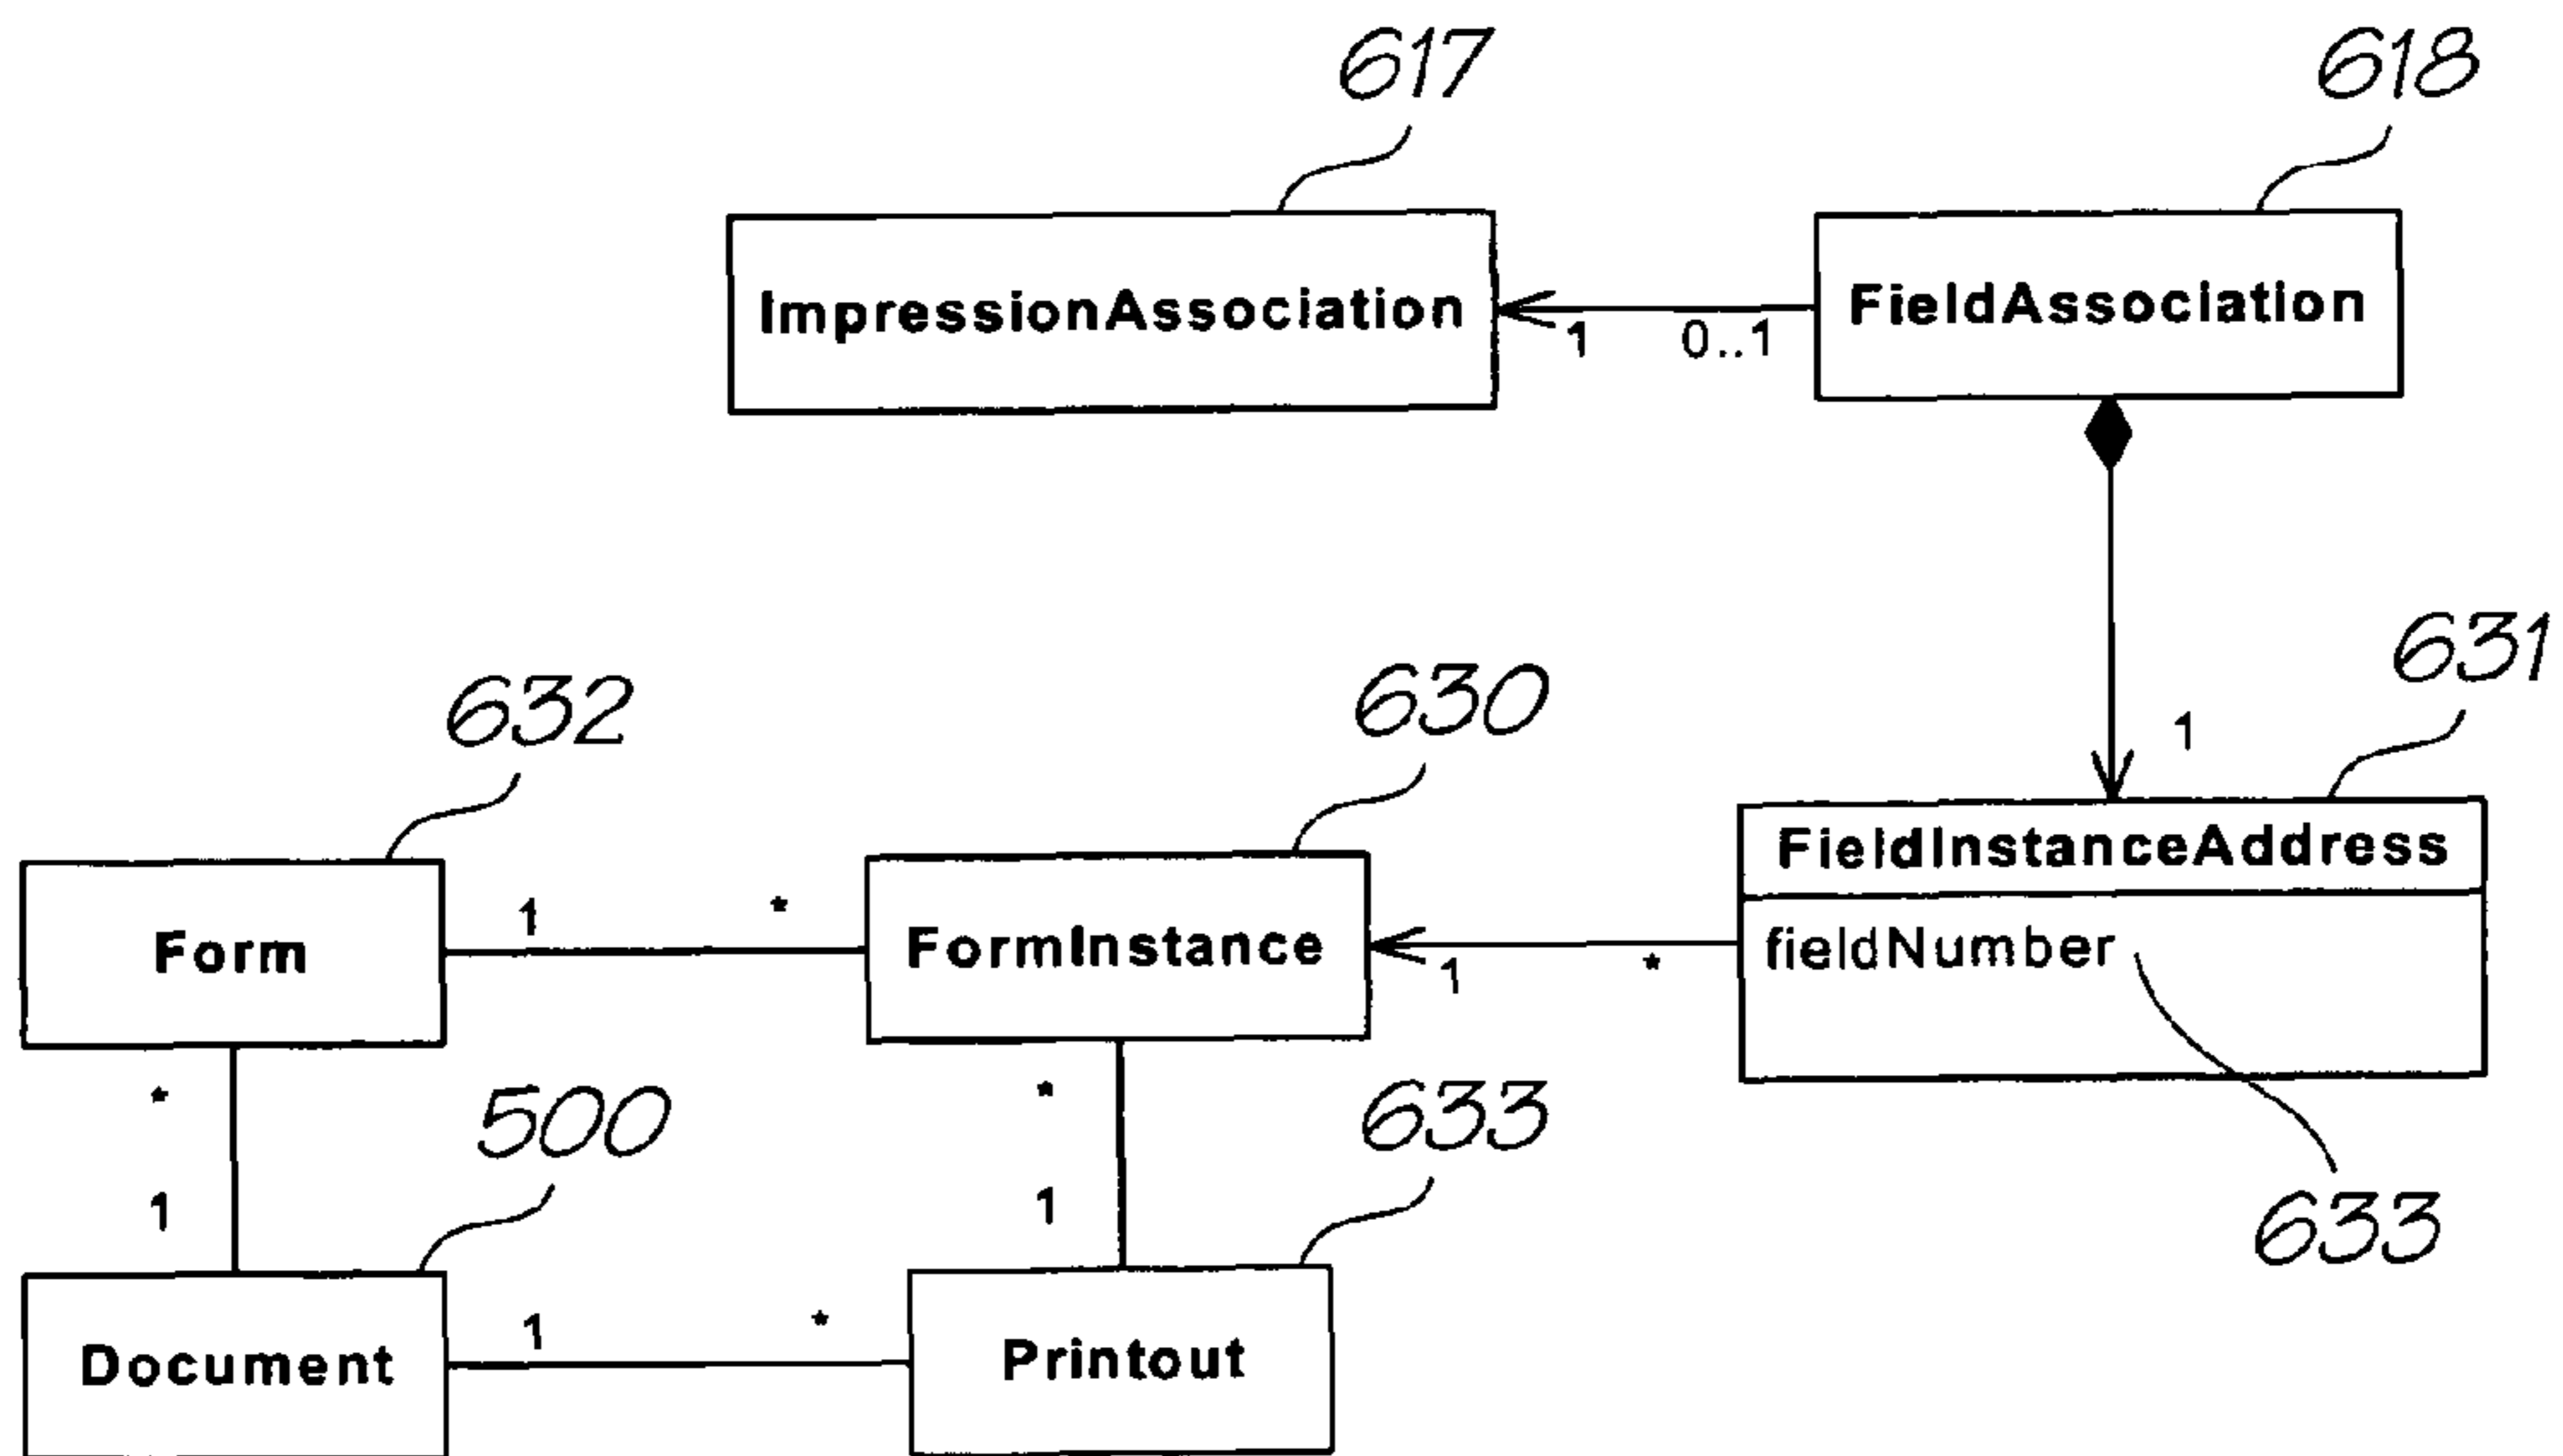 617
618
ImpressionAssociation
1
0..1
FieldAssociation
631
632
630
1
FieldInstanceAddress
Form
1
*
FormInstance
1
*
fieldNumber
*
500
*
633
1
1
633
Document
1
*
Printout